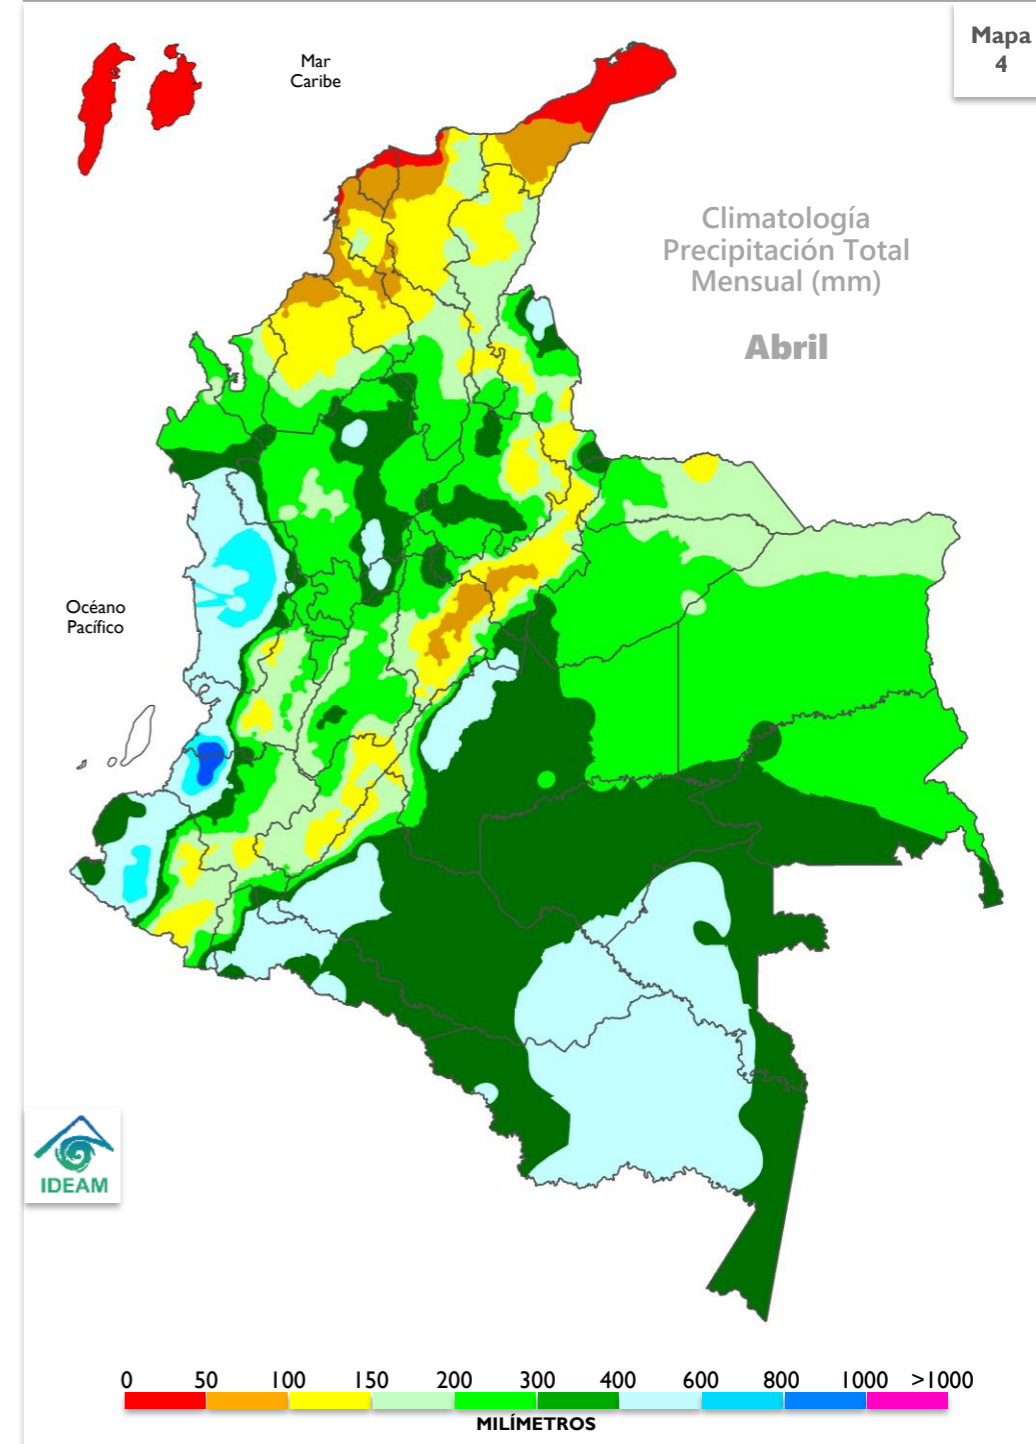 Mapa
4
Mar
Caribe
Climatología
Precipitación Total
Mensual (mm)
Abril
Océano
Pacífico
IDEAM
0 50 100 150 200 300 400 600 800 1000 >1000
MILÍMETROS